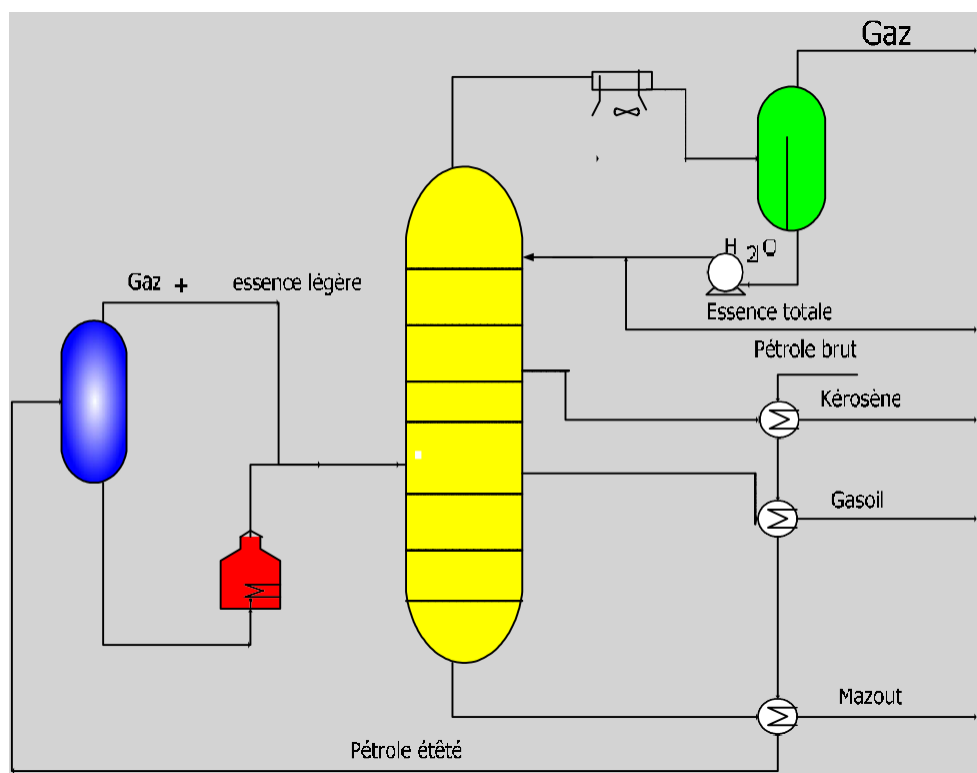 Gaz
H2O
Gaz + essence légère
Essence totale
Pétrole brut
Kérosène
Gasoil
Mazout
Pétrole étêté